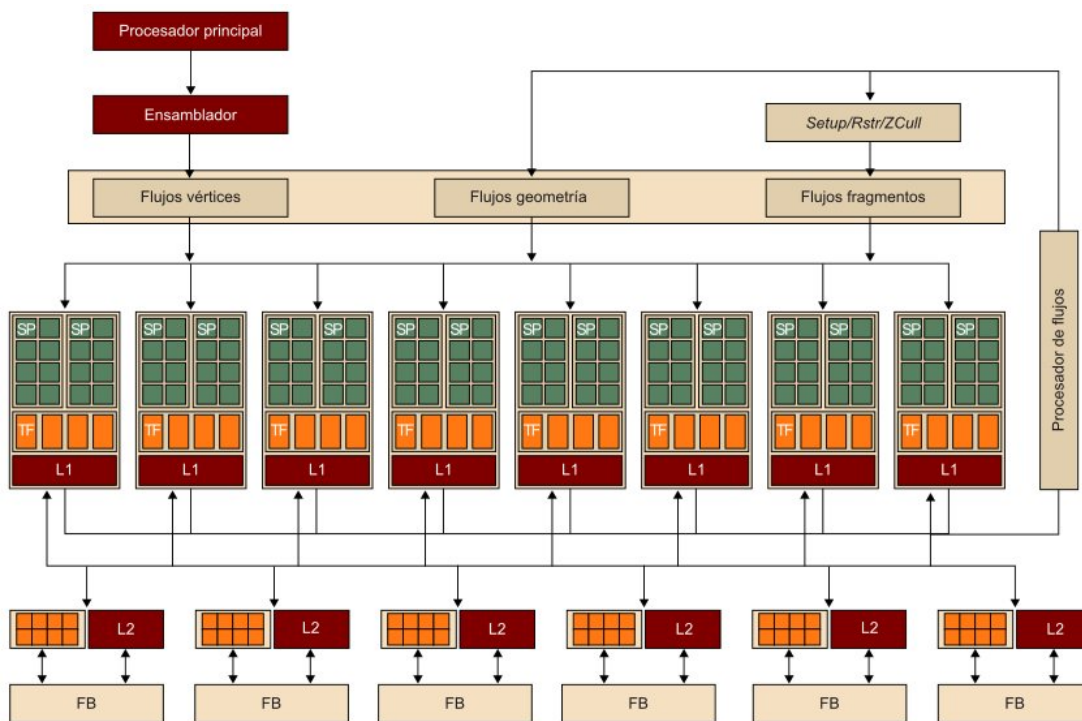 Procesador principal
Ensamblador
Setup/Rstr/ZCull
Flujos vértices
Flujos geometría
Flujos fragmentos
Procesador de flujos
SP SP SP SP SP SP SP SP SP SP SP SP SP SP SP SP
TF TF TF TF TF TF TF TF
L1 L1 L1 L1 L1 L1 L1 L1
L2 L2 L2 L2 L2 L2
FB FB FB FB FB FB